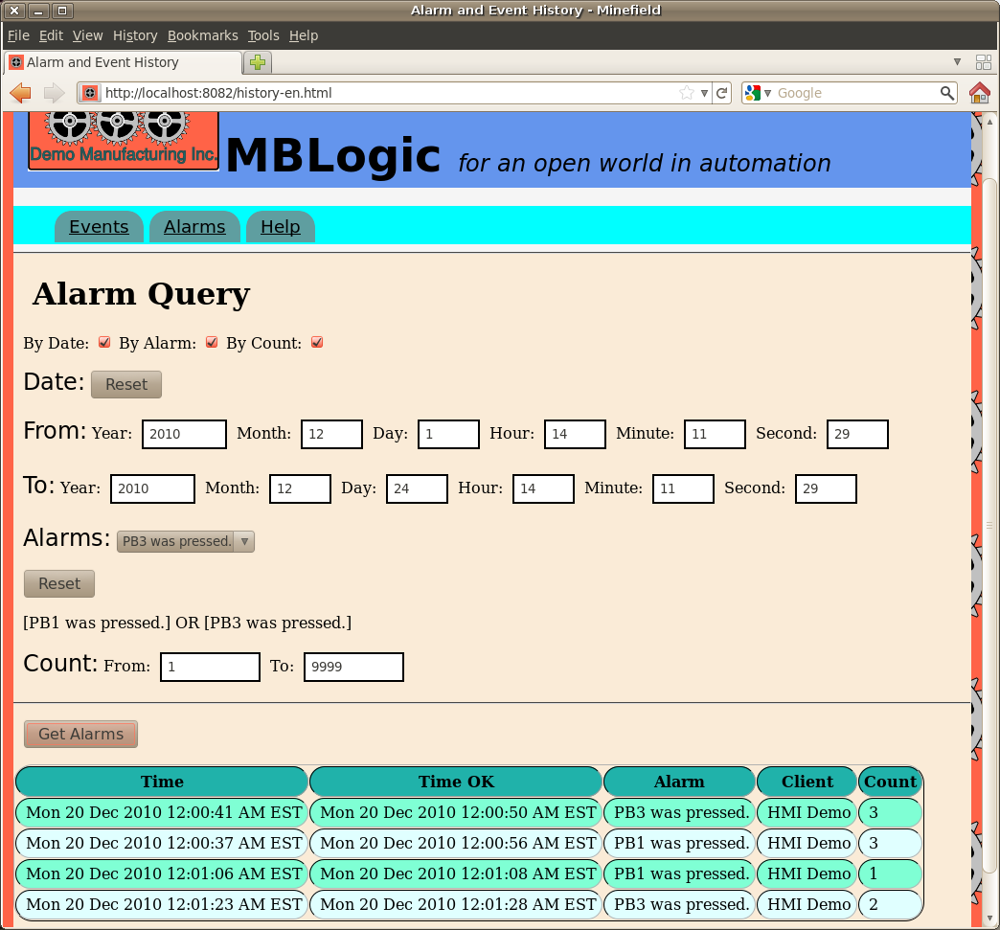 Alarm and Event History - Minefield
File Edit View History Bookmarks Tools Help
Alarm and Event History
http://localhost:8082/history-en.html Google
Demo Manufacturing Inc.
MBLogic for an open world in automation
Events Alarms Help
Alarm Query
By Date: By Alarm: By Count:
Date: Reset
From: Year: 2010 Month: 12 Day: 1 Hour: 14 Minute: 11 Second: 29
To: Year: 2010 Month: 12 Day: 24 Hour: 14 Minute: 11 Second: 29
Alarms: PB3 was pressed.
Reset
[PB1 was pressed.] OR [PB3 was pressed.]
Count: From: 1 To: 9999
Get Alarms
Time Time OK Alarm Client Count
Mon 20 Dec 2010 12:00:41 AM EST Mon 20 Dec 2010 12:00:50 AM EST PB3 was pressed. HMI Demo 3
Mon 20 Dec 2010 12:00:37 AM EST Mon 20 Dec 2010 12:00:56 AM EST PB1 was pressed. HMI Demo 3
Mon 20 Dec 2010 12:01:06 AM EST Mon 20 Dec 2010 12:01:08 AM EST PB1 was pressed. HMI Demo 1
Mon 20 Dec 2010 12:01:23 AM EST Mon 20 Dec 2010 12:01:28 AM EST PB3 was pressed. HMI Demo 2